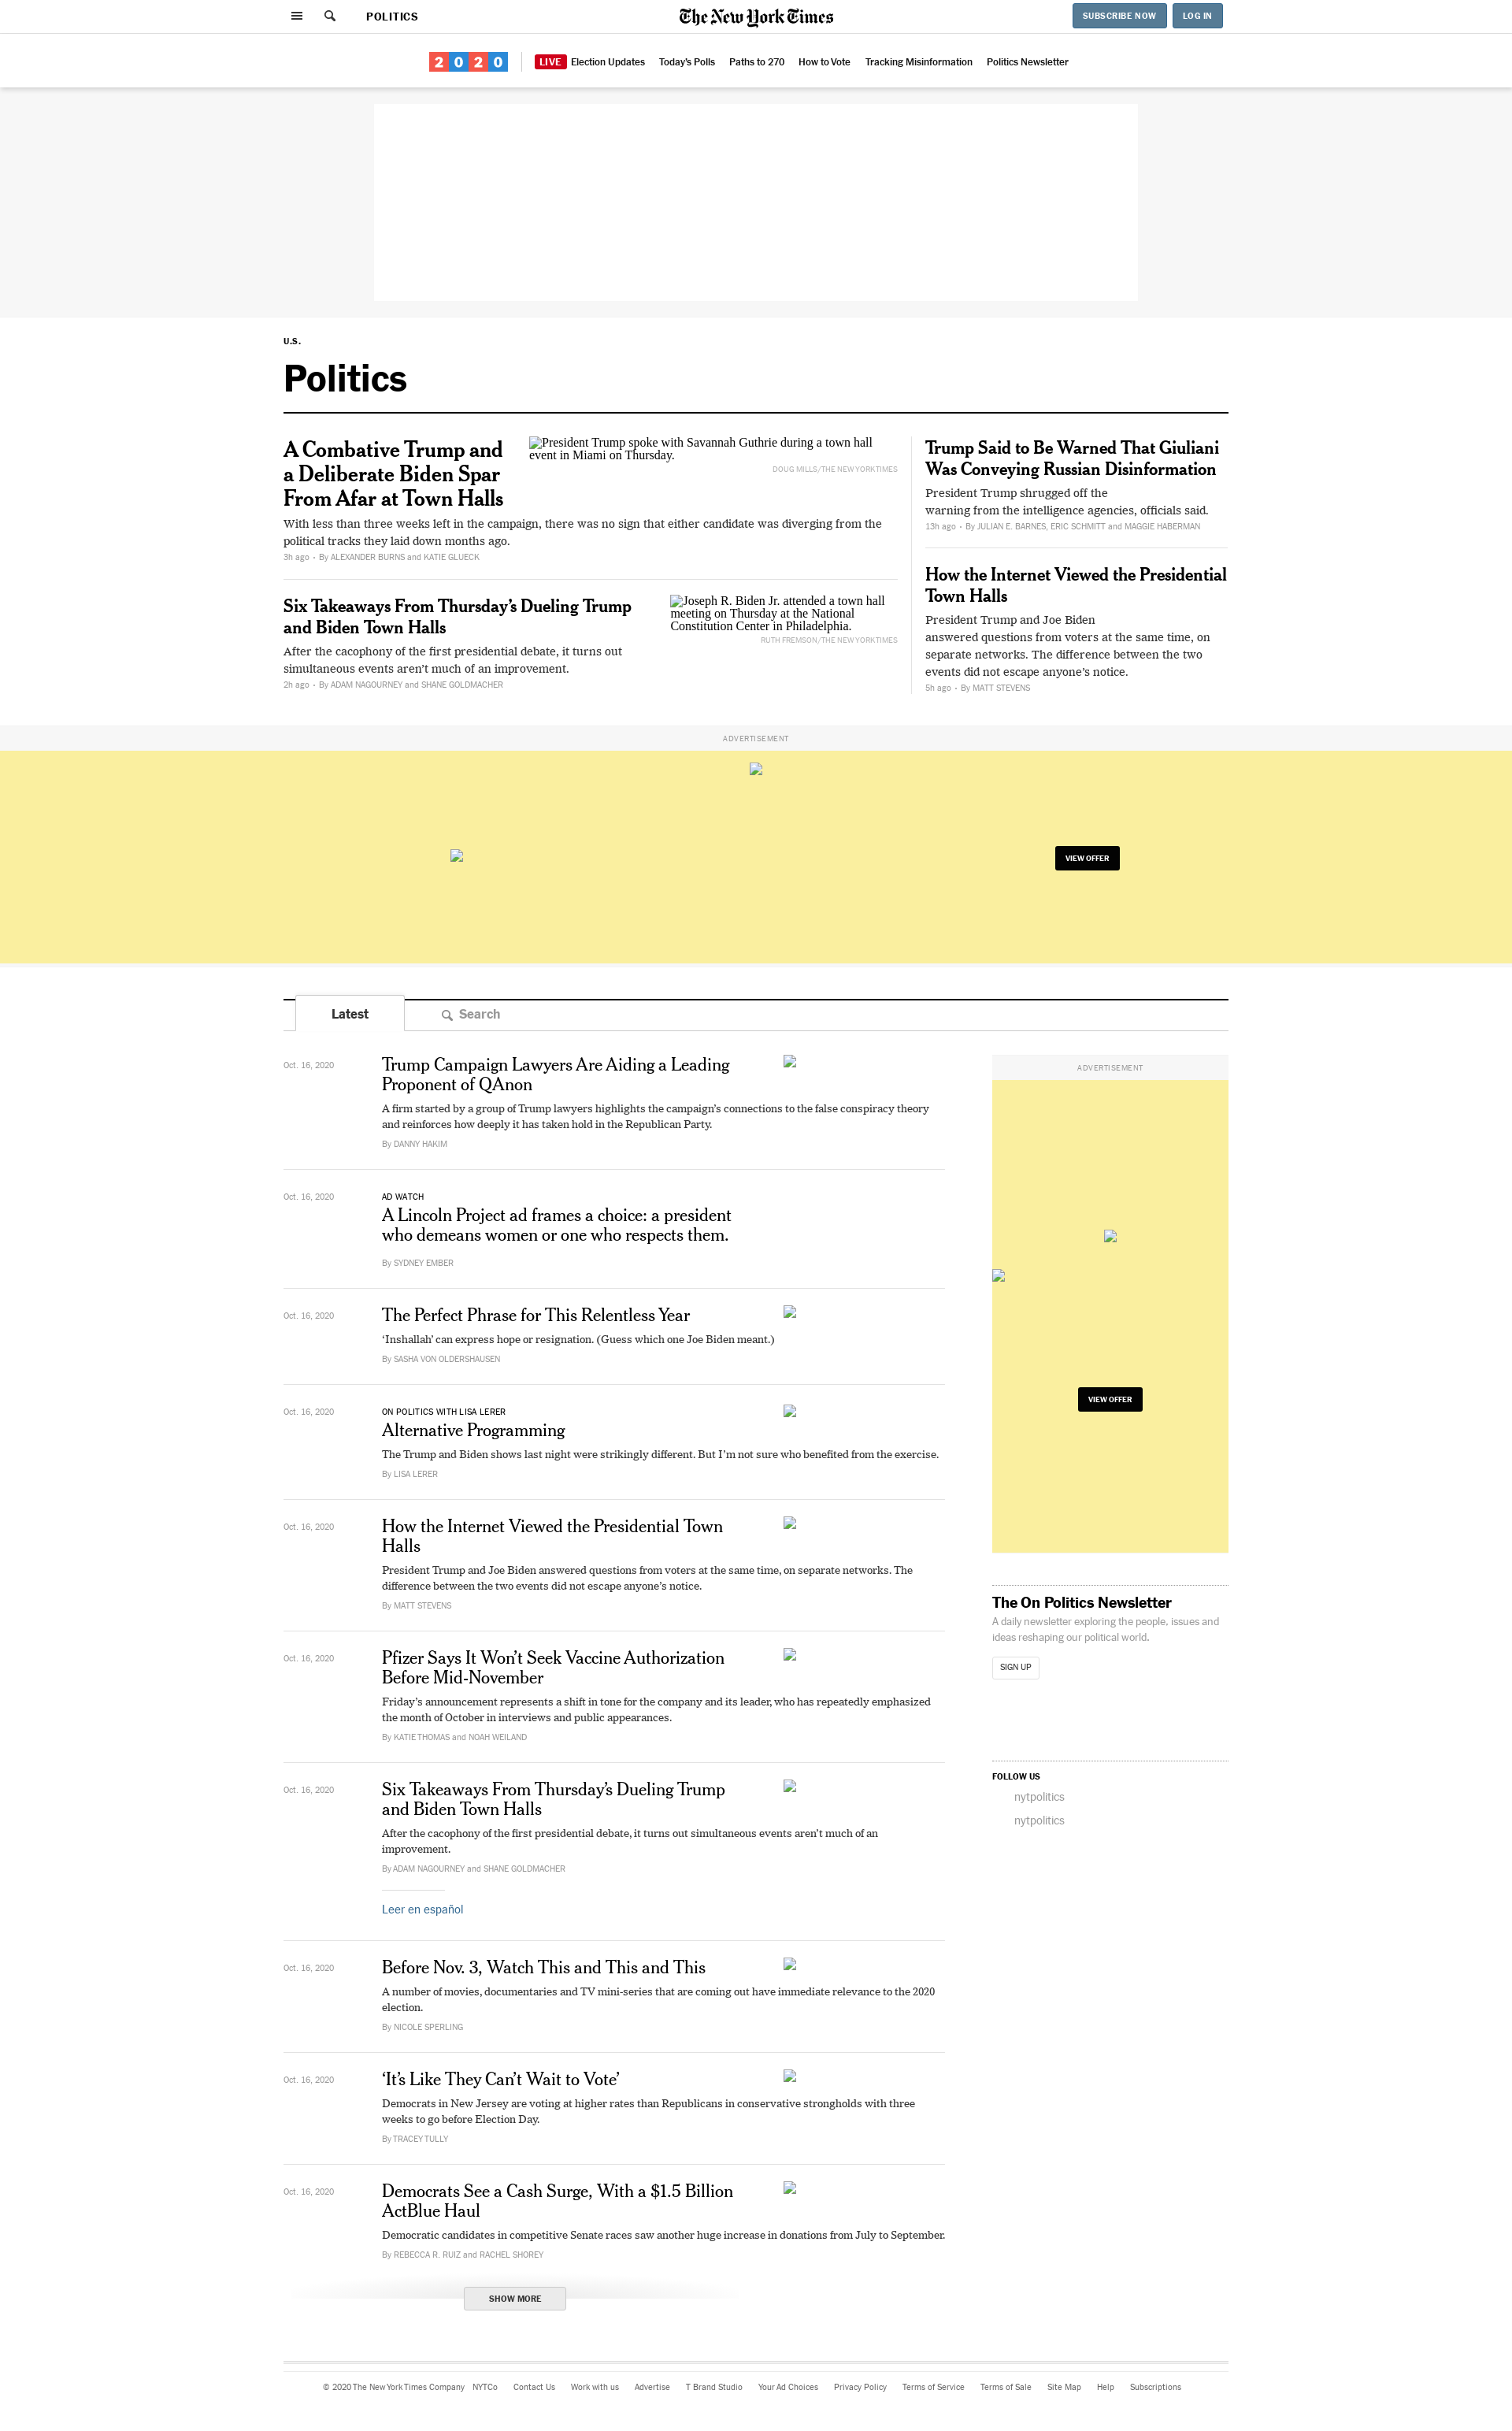 POLITICS
The New York Times
SUBSCRIBE NOW
LOG IN
2020
LIVE Election Updates Today's Polls Paths to 270 How to Vote Tracking Misinformation Politics Newsletter
U.S.
Politics
A Combative Trump and
a Deliberate Biden Spar
From Afar at Town Halls
President Trump spoke with Savannah Guthrie during a town hall
event in Miami on Thursday.
DOUG MILLS/THE NEW YORK TIMES
With less than three weeks left in the campaign, there was no sign that either candidate was diverging from the
political tracks they laid down months ago.
3h ago • By ALEXANDER BURNS and KATIE GLUECK
Six Takeaways From Thursday's Dueling Trump
and Biden Town Halls
After the cacophony of the first presidential debate, it turns out
simultaneous events aren't much of an improvement.
2h ago • By ADAM NAGOURNEY and SHANE GOLDMACHER
Joseph R. Biden Jr. attended a town hall
meeting on Thursday at the National
Constitution Center in Philadelphia.
RUTH FREMSON/THE NEW YORK TIMES
Trump Said to Be Warned That Giuliani
Was Conveying Russian Disinformation
President Trump shrugged off the
warning from the intelligence agencies, officials said.
13h ago • By JULIAN E. BARNES, ERIC SCHMITT and MAGGIE HABERMAN
How the Internet Viewed the Presidential
Town Halls
President Trump and Joe Biden
answered questions from voters at the same time, on
separate networks. The difference between the two
events did not escape anyone's notice.
5h ago • By MATT STEVENS
ADVERTISEMENT
VIEW OFFER
Latest
Search
Oct. 16, 2020
Trump Campaign Lawyers Are Aiding a Leading
Proponent of QAnon
A firm started by a group of Trump lawyers highlights the campaign's connections to the false conspiracy theory
and reinforces how deeply it has taken hold in the Republican Party.
By DANNY HAKIM
Oct. 16, 2020
AD WATCH
A Lincoln Project ad frames a choice: a president
who demeans women or one who respects them.
By SYDNEY EMBER
Oct. 16, 2020
The Perfect Phrase for This Relentless Year
'Inshallah' can express hope or resignation. (Guess which one Joe Biden meant.)
By SASHA VON OLDERSHAUSEN
Oct. 16, 2020
ON POLITICS WITH LISA LERER
Alternative Programming
The Trump and Biden shows last night were strikingly different. But I'm not sure who benefited from the exercise.
By LISA LERER
Oct. 16, 2020
How the Internet Viewed the Presidential Town
Halls
President Trump and Joe Biden answered questions from voters at the same time, on separate networks. The
difference between the two events did not escape anyone's notice.
By MATT STEVENS
Oct. 16, 2020
Pfizer Says It Won't Seek Vaccine Authorization
Before Mid-November
Friday's announcement represents a shift in tone for the company and its leader, who has repeatedly emphasized
the month of October in interviews and public appearances.
By KATIE THOMAS and NOAH WEILAND
Oct. 16, 2020
Six Takeaways From Thursday's Dueling Trump
and Biden Town Halls
After the cacophony of the first presidential debate, it turns out simultaneous events aren't much of an
improvement.
By ADAM NAGOURNEY and SHANE GOLDMACHER
Leer en español
Oct. 16, 2020
Before Nov. 3, Watch This and This and This
A number of movies, documentaries and TV mini-series that are coming out have immediate relevance to the 2020
election.
By NICOLE SPERLING
Oct. 16, 2020
'It's Like They Can't Wait to Vote'
Democrats in New Jersey are voting at higher rates than Republicans in conservative strongholds with three
weeks to go before Election Day.
By TRACEY TULLY
Oct. 16, 2020
Democrats See a Cash Surge, With a $1.5 Billion
ActBlue Haul
Democratic candidates in competitive Senate races saw another huge increase in donations from July to September.
By REBECCA R. RUIZ and RACHEL SHOREY
SHOW MORE
ADVERTISEMENT
VIEW OFFER
The On Politics Newsletter
A daily newsletter exploring the people, issues and
ideas reshaping our political world.
SIGN UP
FOLLOW US
nytpolitics
nytpolitics
© 2020 The New York Times Company NYTCo Contact Us Work with us Advertise T Brand Studio Your Ad Choices Privacy Policy Terms of Service Terms of Sale Site Map Help Subscriptions